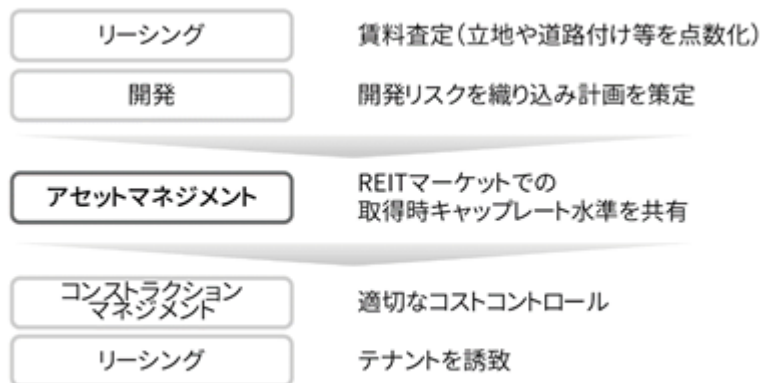 リーシング
賃料査定（立地や道路付け等を点数化）
開発
開発リスクを織り込み計画を策定
アセットマネジメント
REITマーケットでの
取得時キャップレート水準を共有
コンストラクション
マネジメント
適切なコストコントロール
リーシング
テナントを誘致